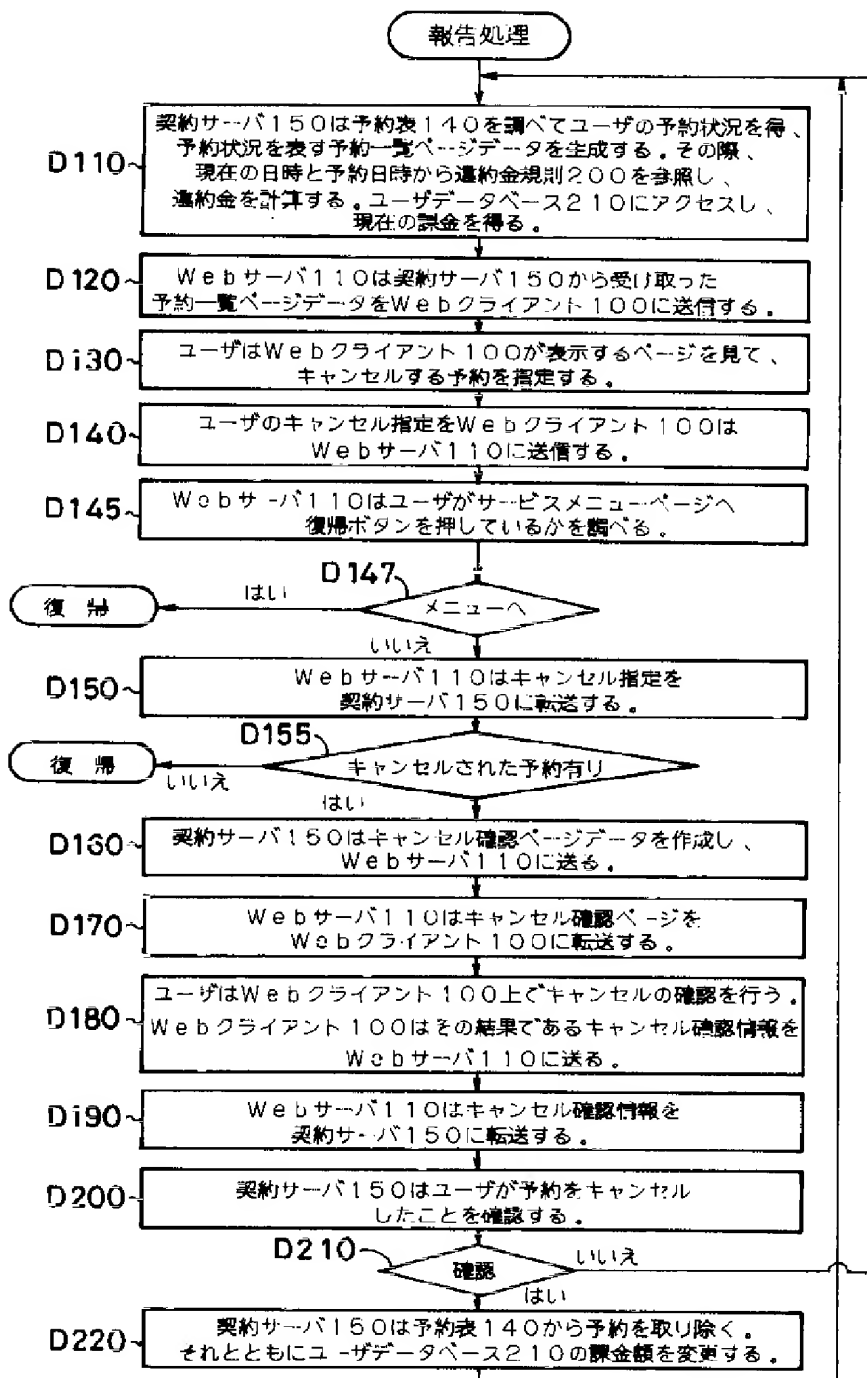 報告処理
D110
契約サーバ150は予約表140を調べてユーザの予約状況を得、
予約状況を表す予約一覧ページデータを生成する。その際、
現在の日時と予約日時から違約金規則200を参照し、
違約金を計算する。ユーザデータベース210にアクセスし、
現在の課金を得る。
D120
Webサーバ110は契約サーバ150から受け取った
予約一覧ページデータをWebクライアント100に送信する。
D130
ユーザはWebクライアント100が表示するページを見て、
キャンセルする予約を指定する。
D140
ユーザのキャンセル指定をWebクライアント100は
Webサーバ110に送信する。
D145
Webサーバ110はユーザがサービスメニューページへ
復帰ボタンを押しているかを調べる。
D147
メニューへ
はい
復帰
いいえ
D150
Webサーバ110はキャンセル指定を
契約サーバ150に転送する。
D155
キャンセルされた予約有り
いいえ
復帰
はい
D160
契約サーバ150はキャンセル確認ページデータを作成し、
Webサーバ110に送る。
D170
Webサーバ110はキャンセル確認ページを
Webクライアント100に転送する。
D180
ユーザはWebクライアント100上でキャンセルの確認を行う。
Webクライアント100はその結果であるキャンセル確認情報を
Webサーバ110に送る。
D190
Webサーバ110はキャンセル確認情報を
契約サーバ150に転送する。
D200
契約サーバ150はユーザが予約をキャンセル
したことを確認する。
D210
確認
いいえ
はい
D220
契約サーバ150は予約表140から予約を取り除く。
それとともにユーザデータベース210の課金額を変更する。